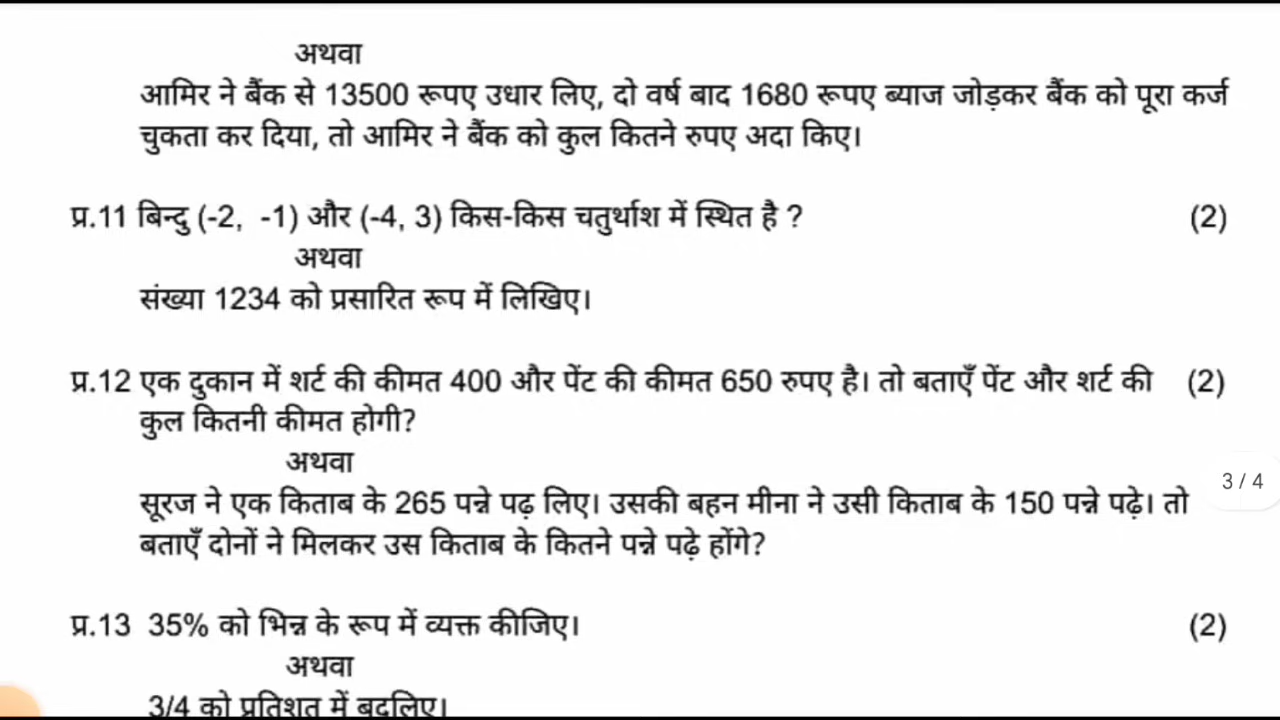 अथवा
आमिर ने बैंक से 13500 रूपए उधार लिए, दो वर्ष बाद 1680 रूपए ब्याज जोड़कर बैंक को पूरा कर्ज
चुकता कर दिया, तो आमिर ने बैंक को कुल कितने रुपए अदा किए।
प्र.11 बिन्दु (-2, -1) और (-4, 3) किस-किस चतुर्थाश में स्थित है ? (2)
अथवा
संख्या 1234 को प्रसारित रूप में लिखिए।
प्र.12 एक दुकान में शर्ट की कीमत 400 और पेंट की कीमत 650 रुपए है। तो बताएँ पेंट और शर्ट की (2)
कुल कितनी कीमत होगी?
अथवा
3 / 4
सूरज ने एक किताब के 265 पन्ने पढ़ लिए। उसकी बहन मीना ने उसी किताब के 150 पन्ने पढ़े। तो
बताएँ दोनों ने मिलकर उस किताब के कितने पन्ने पढ़े होंगे?
प्र.13 35% को भिन्न के रूप में व्यक्त कीजिए। (2)
अथवा
3/4 को प्रतिशत में बदलिए।